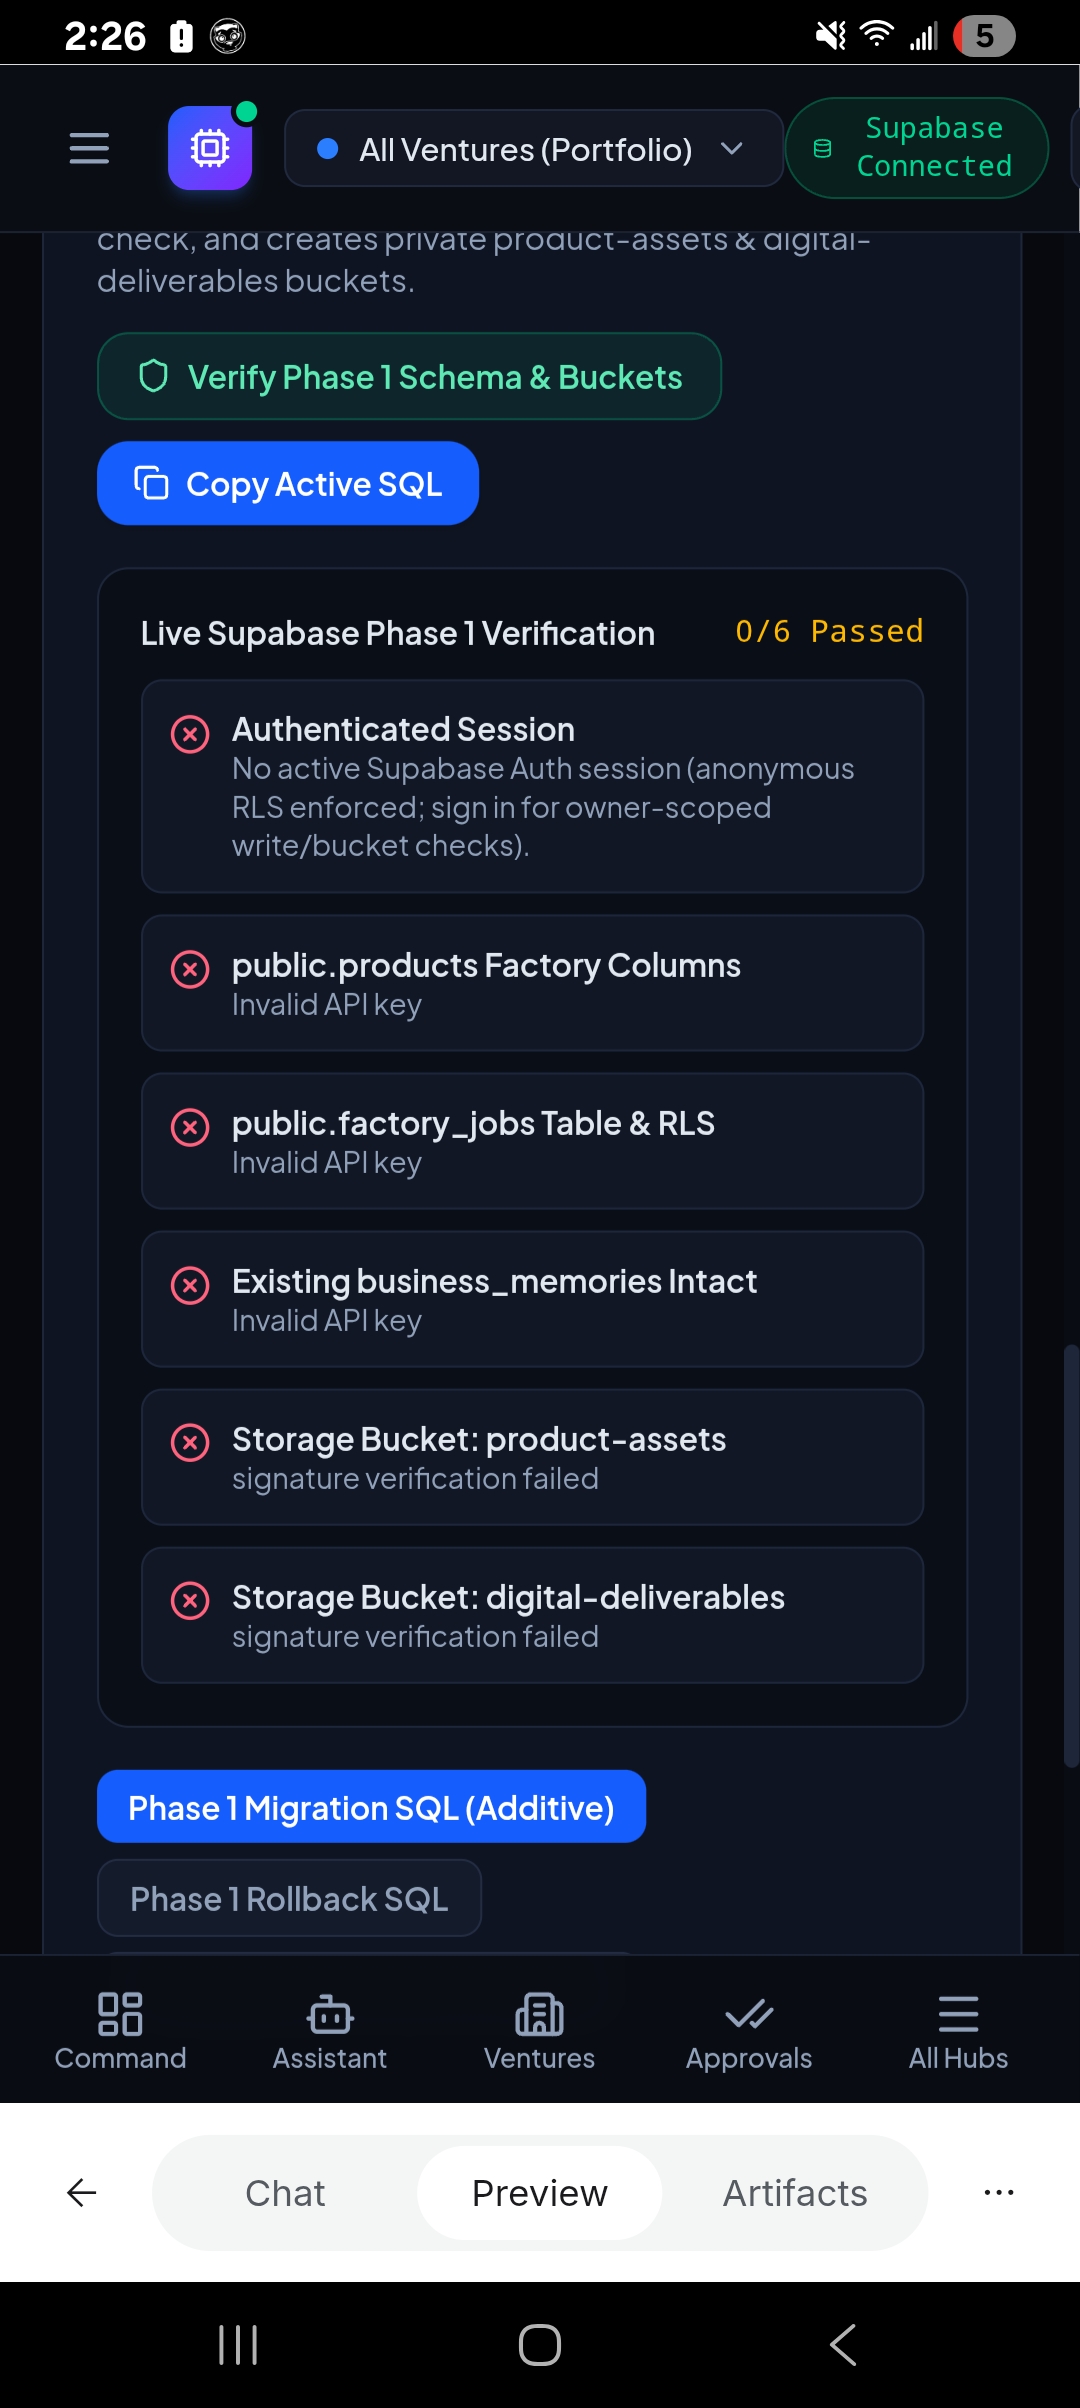 2:26
5
All Ventures (Portfolio)
Supabase
Connected
check, and creates private product-assets & digital-
deliverables buckets.
Verify Phase 1 Schema & Buckets
Copy Active SQL
Live Supabase Phase 1 Verification
0/6 Passed
Authenticated Session
No active Supabase Auth session (anonymous
RLS enforced; sign in for owner-scoped
write/bucket checks).
public.products Factory Columns
Invalid API key
public.factory_jobs Table & RLS
Invalid API key
Existing business_memories Intact
Invalid API key
Storage Bucket: product-assets
signature verification failed
Storage Bucket: digital-deliverables
signature verification failed
Phase 1 Migration SQL (Additive)
Phase 1 Rollback SQL
Command
Assistant
Ventures
Approvals
All Hubs
Chat
Preview
Artifacts